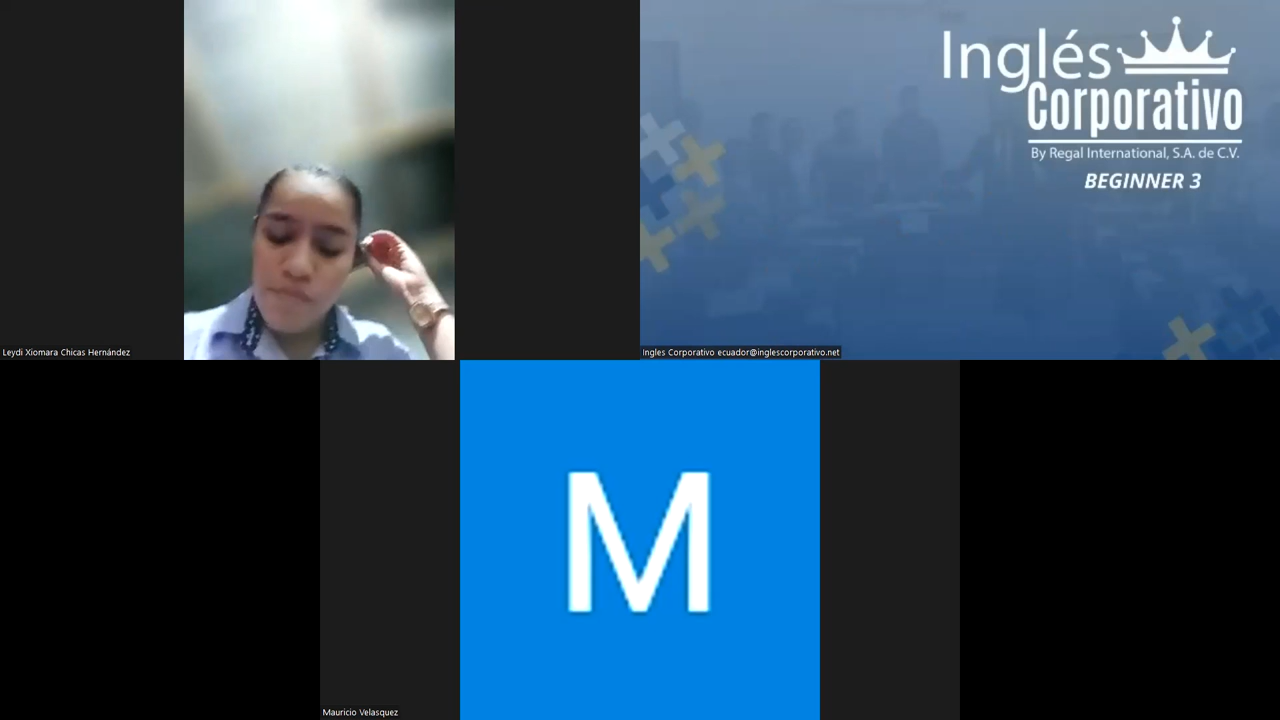 Inglés
Corporativo
By Regal International, S.A. de C.V.
BEGINNER 3
Leydi Xiomara Chicas Hernández
Ingles Corporativo ecuador@inglescorporativo.net
M
Mauricio Velasquez